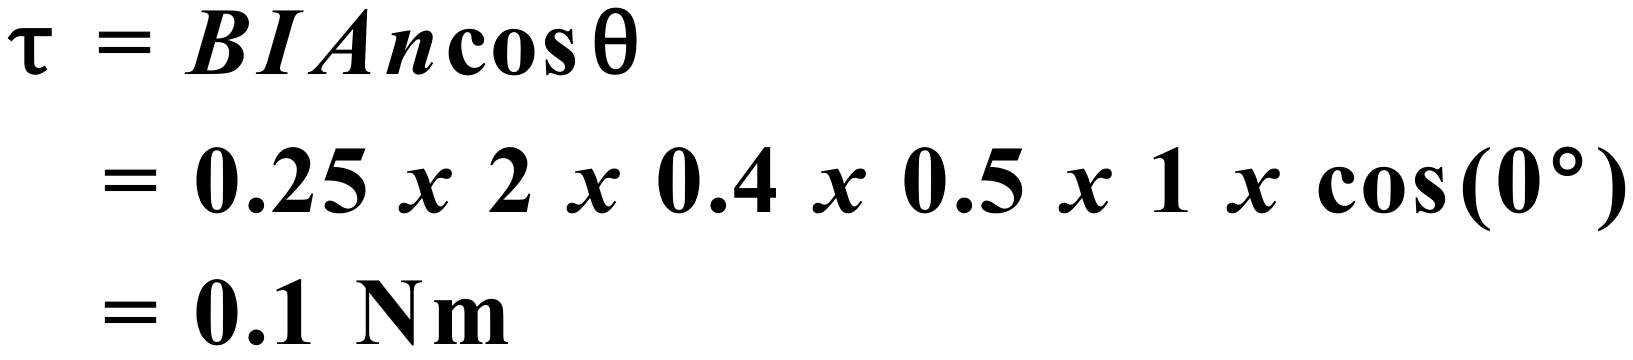 τ = BIAncosθ
= 0.25 x 2 x 0.4 x 0.5 x 1 x cos(0°)
= 0.1 Nm